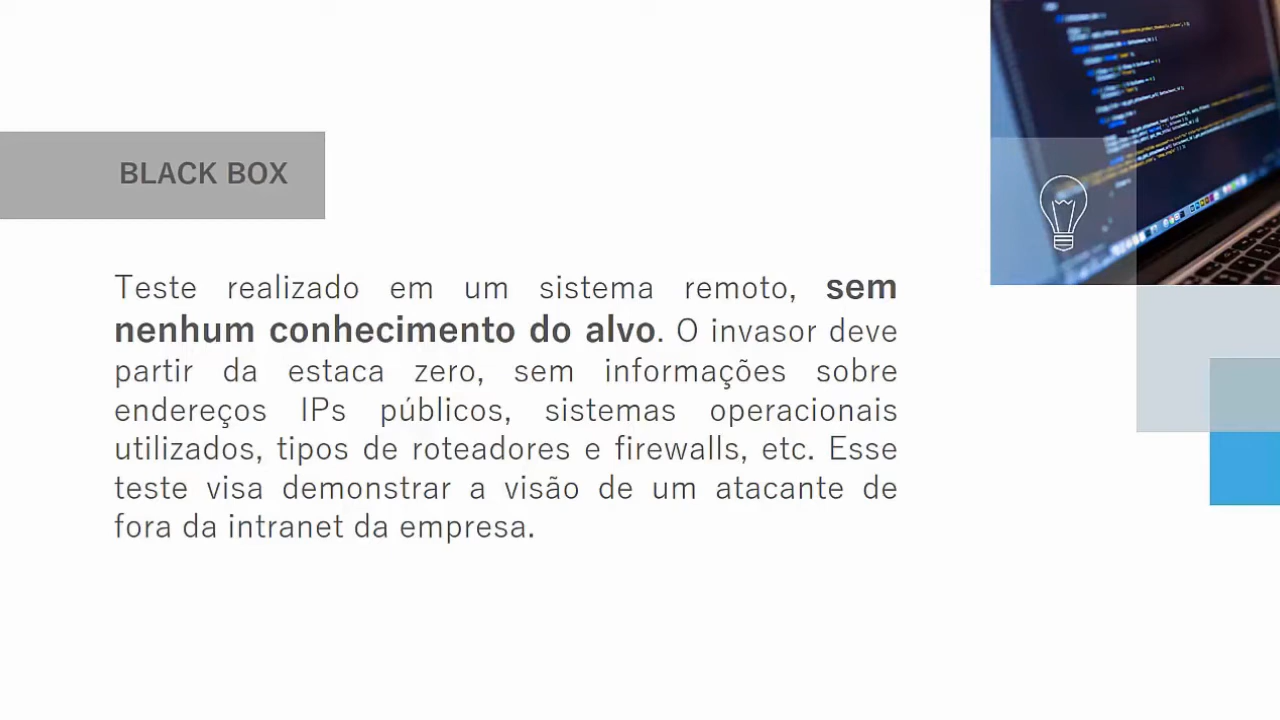 BLACK BOX
Teste realizado em um sistema remoto, sem
nenhum conhecimento do alvo. O invasor deve
partir da estaca zero, sem informações sobre
endereços IPs públicos, sistemas operacionais
utilizados, tipos de roteadores e firewalls, etc. Esse
teste visa demonstrar a visão de um atacante de
fora da intranet da empresa.